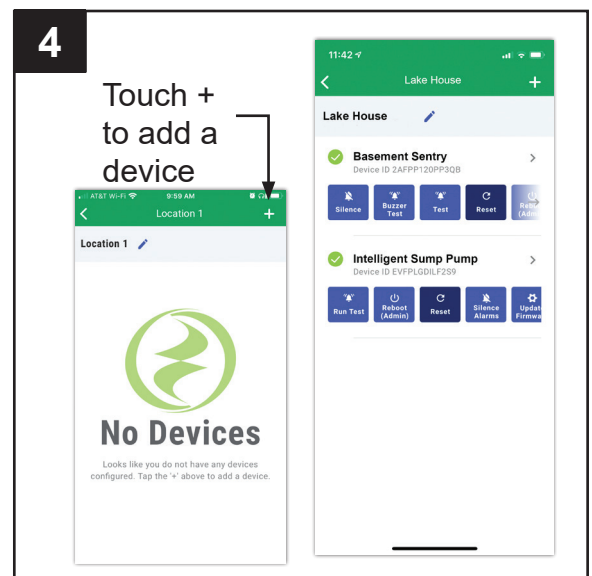 4
Touch +
to add a
device
AT&T Wi-Fi 9:59 AM
Location 1 +
Location 1
No Devices
Looks like you do not have any devices
configured. Tap the '+' above to add a device.
11:42
Lake House +
Lake House
Basement Sentry
Device ID 2AFPP120PP3QB
Silence
Buzzer
Test
Test
Reset
Intelligent Sump Pump
Device ID EVFPLGDILF2S9
Run Test
Reboot
(Admin)
Reset
Silence
Alarms